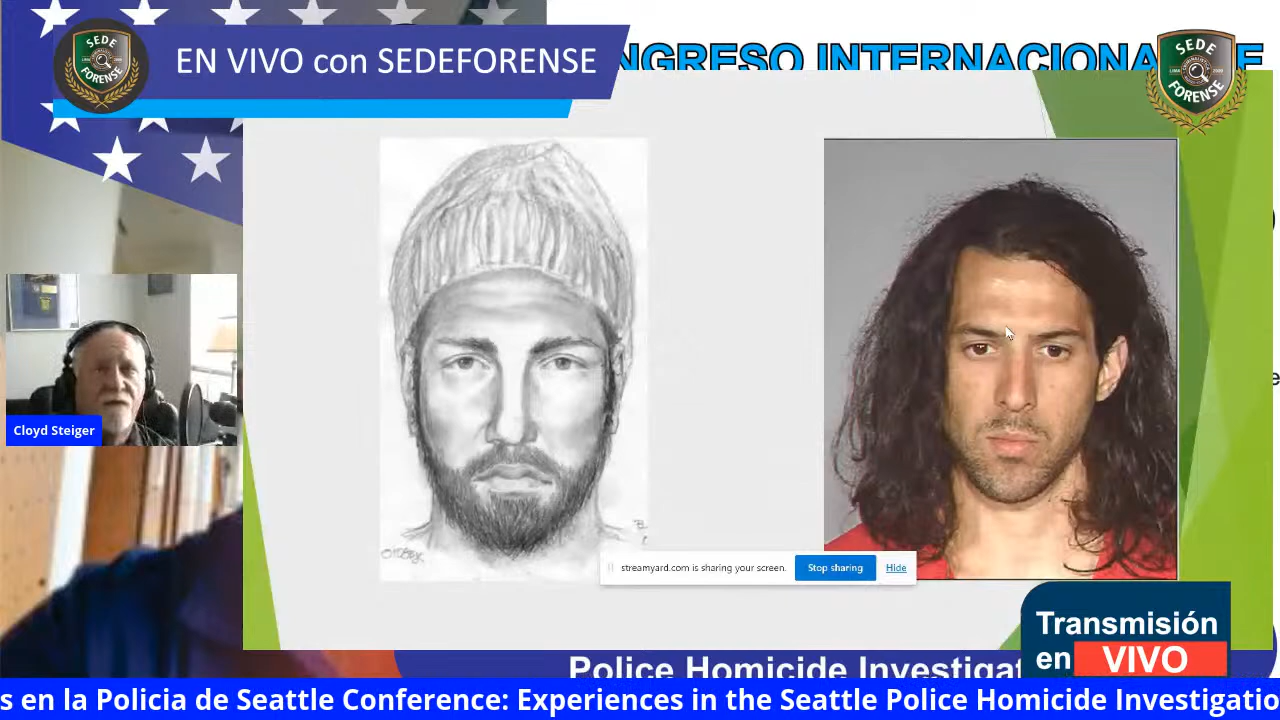 EN VIVO con SEDEFORENSE
NGRESO INTERNACIONA
E
SEDE
FORENSE
SEDE
FORENSE
Cloyd Steiger
streamyard.com is sharing your screen.
Stop sharing
Hide
Transmisión
en VIVO
Police Homicide Investigat
s en la Policia de Seattle Conference: Experiences in the Seattle Police Homicide Investigatio